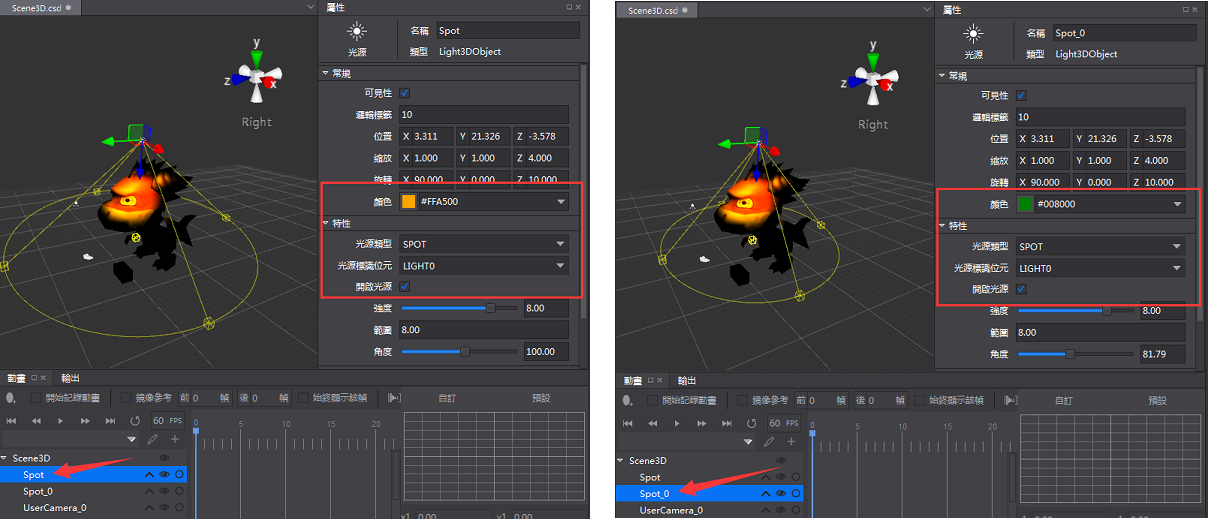 Scene3D.csd
屬性
光源
名稱 Spot
類型 Light3DObject
常規
可見性
邏輯標籤 10
位置 X 3.311 Y 21.326 Z -3.578
縮放 X 1.000 Y 1.000 Z 4.000
旋轉 X 90.000 Y 0.000 Z 10.000
顏色 #FFA500
特性
光源類型 SPOT
光源標識位元 LIGHT0
開啟光源
強度 8.00
範圍 8.00
角度 100.00
y
z
x
Right
動畫
輸出
開始記錄動畫 鏡像參考 前 0 幀 後 0 幀 始終顯示該幀
自訂 預設
60 FPS
0 5 10 15 20
Scene3D
Spot
Spot_0
UserCamera_0
x1 0.00 y1 0.00
Scene3D.csd
屬性
光源
名稱 Spot_0
類型 Light3DObject
常規
可見性
邏輯標籤 10
位置 X 3.311 Y 21.326 Z -3.578
縮放 X 1.000 Y 1.000 Z 4.000
旋轉 X 90.000 Y 0.000 Z 10.000
顏色 #008000
特性
光源類型 SPOT
光源標識位元 LIGHT0
開啟光源
強度 8.00
範圍 8.00
角度 81.79
y
z
x
Right
動畫
輸出
開始記錄動畫 鏡像參考 前 0 幀 後 0 幀 始終顯示該幀
自訂 預設
60 FPS
0 5 10 15 20
Scene3D
Spot
Spot_0
UserCamera_0